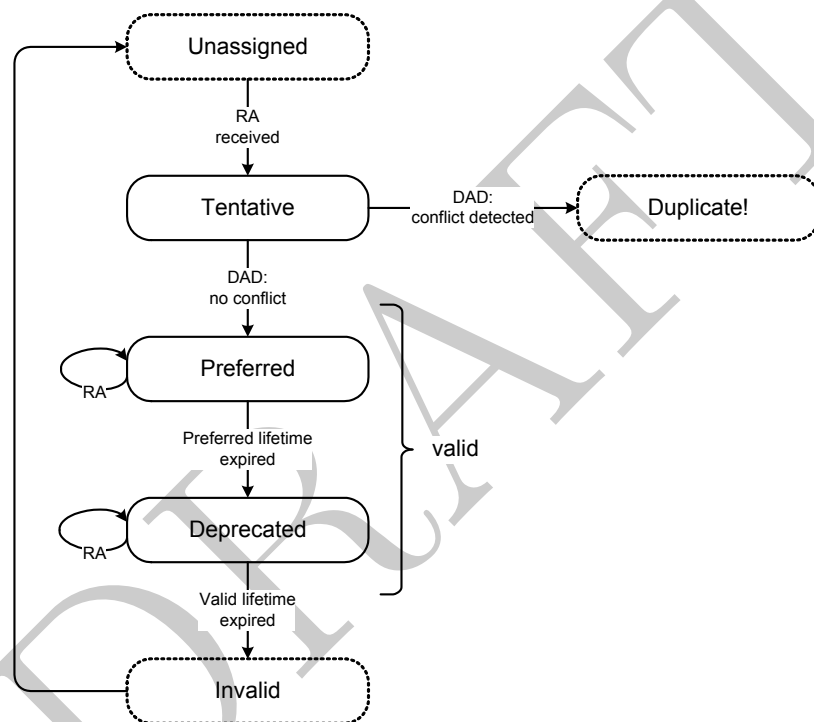 Unassigned
RA
received
Tentative
DAD:
conflict detected
Duplicate!
DAD:
no conflict
Preferred
RA
valid
Preferred lifetime
expired
Deprecated
RA
Valid lifetime
expired
Invalid
DRAFT